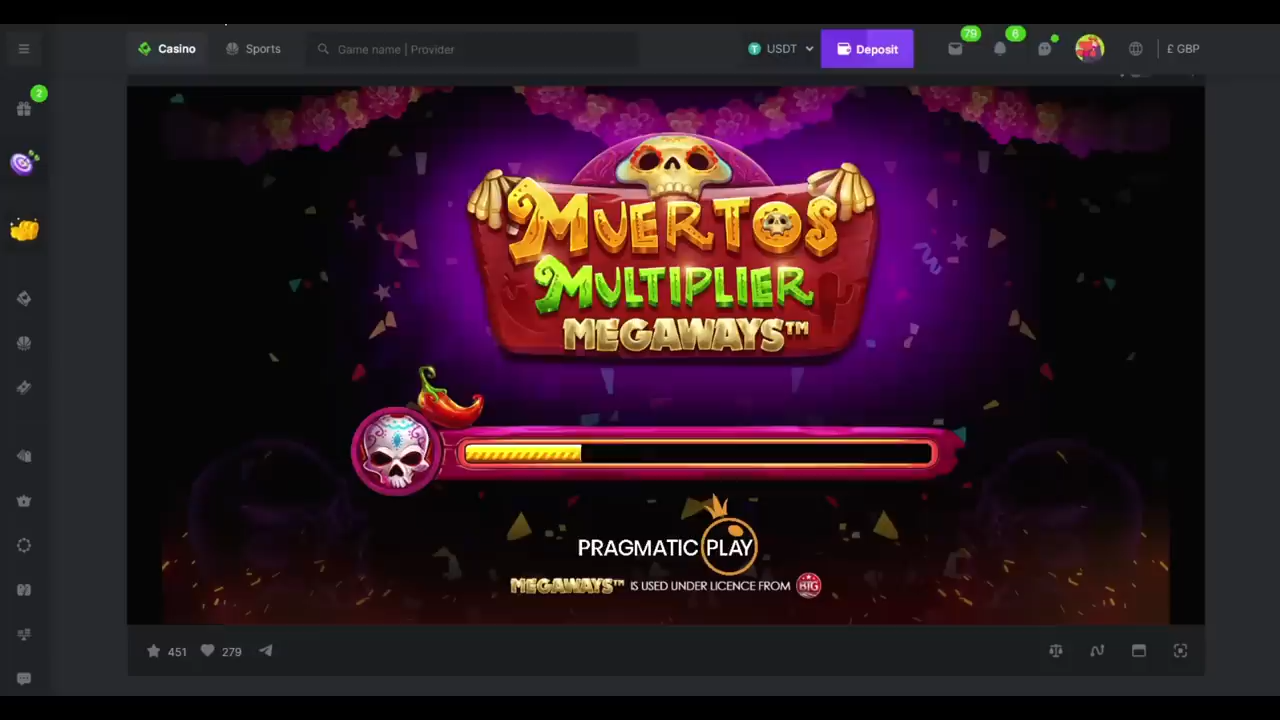 79
6
Casino
Sports
Game name | Provider
USDT
Deposit
£ GBP
2
MUERTOS
MULTIPLIER
MEGAWAYS™
PRAGMATIC PLAY
MEGAWAYS™ IS USED UNDER LICENCE FROM BTG
451
279